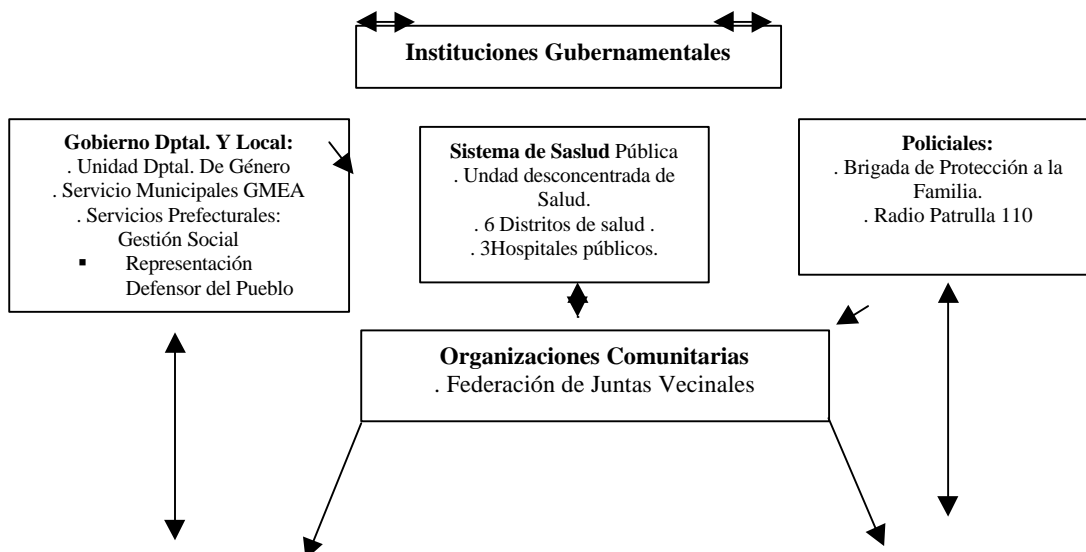 Instituciones Gubernamentales
Gobierno Dptal. Y Local:
. Unidad Dptal. De Género
. Servicio Municipales GMEA
. Servicios Prefecturales:
Gestión Social
▪ Representación
Defensor del Pueblo
Sistema de Saslud Pública
. Undad desconcentrada de
Salud.
. 6 Distritos de salud .
. 3Hospitales públicos.
Policiales:
. Brigada de Protección a la
Familia.
. Radio Patrulla 110
Organizaciones Comunitarias
. Federación de Juntas Vecinales